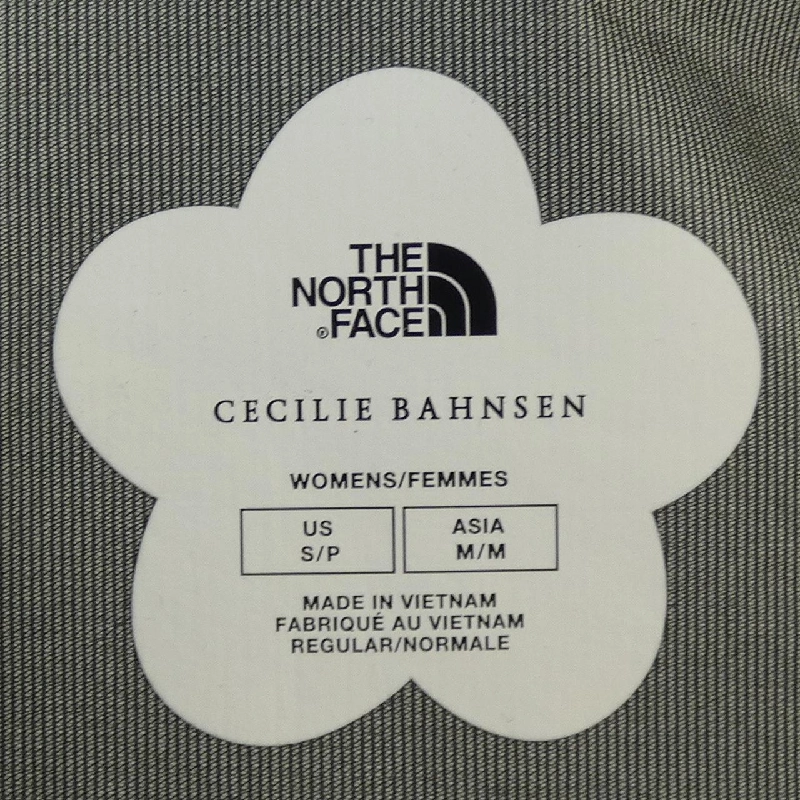 THE
NORTH
®FACE
CECILIE BAHNSEN
WOMENS/FEMMES
US ASIA
S/P M/M
MADE IN VIETNAM
FABRIQUÉ AU VIETNAM
REGULAR/NORMALE